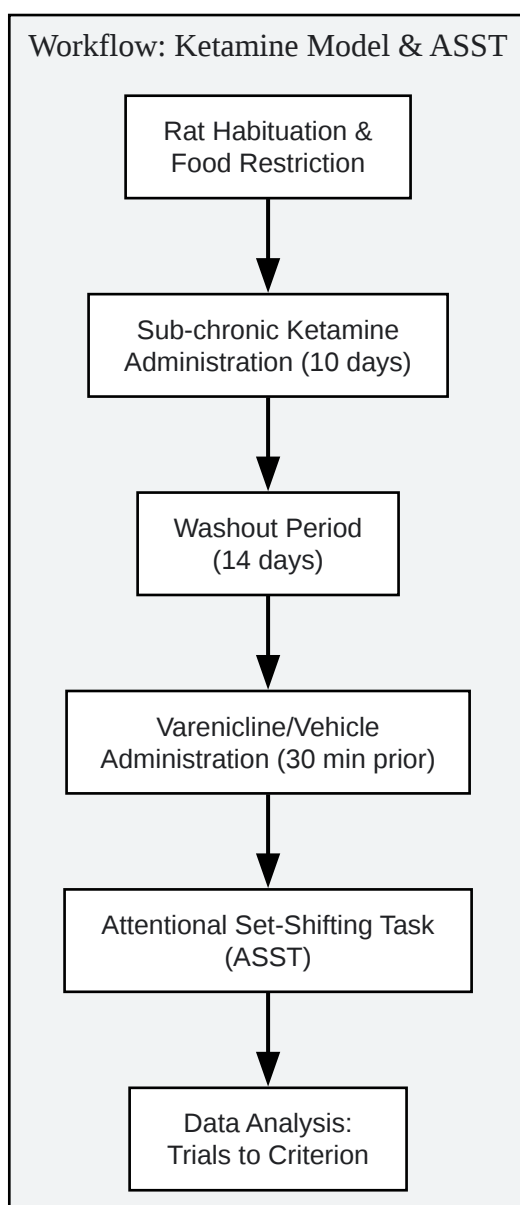 Workflow: Ketamine Model & ASST
Rat Habituation &
Food Restriction
Sub-chronic Ketamine
Administration (10 days)
Washout Period
(14 days)
Varenicline/Vehicle
Administration (30 min prior)
Attentional Set-Shifting Task
(ASST)
Data Analysis:
Trials to Criterion